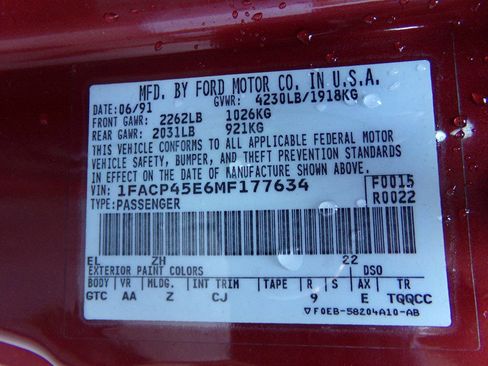 MFD. BY FORD MOTOR CO. IN U.S.A.
DATE: 06/91 GVWR: 4230LB/1918KG
FRONT GAWR: 2262LB 1026KG
REAR GAWR: 2031LB 921KG
THIS VEHICLE CONFORMS TO ALL APPLICABLE FEDERAL MOTOR
VEHICLE SAFETY, BUMPER, AND THEFT PREVENTION STANDARDS
IN EFFECT ON THE DATE OF MANUFACTURE SHOWN ABOVE.
VIN: 1FACP45E6MF177634 F0015
TYPE: PASSENGER R0022
EL ZH 22
EXTERIOR PAINT COLORS DSO
BODY VR MLDG. INT TRIM TAPE R S AX TR
GTC AA Z CJ 9 E TQQCC
▽F0EB-58204A10-AB